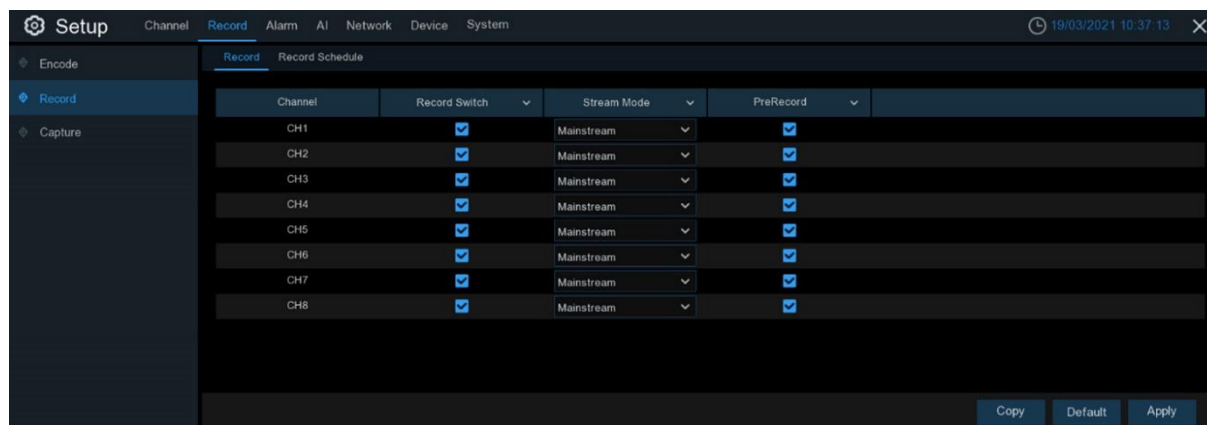 Setup Channel Record Alarm AI Network Device System 19/03/2021 10:37:13
Encode
Record
Capture
Record Record Schedule
Channel Record Switch Stream Mode PreRecord
CH1 Mainstream
CH2 Mainstream
CH3 Mainstream
CH4 Mainstream
CH5 Mainstream
CH6 Mainstream
CH7 Mainstream
CH8 Mainstream
Copy Default Apply